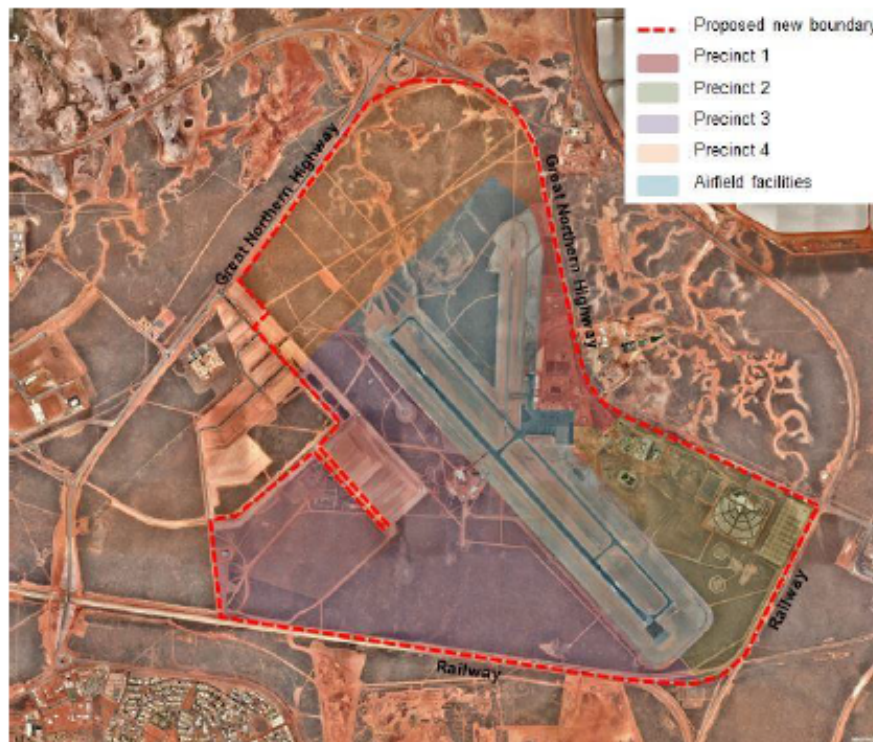 Proposed new boundary
Precinct 1
Precinct 2
Precinct 3
Precinct 4
Airfield facilities
Great Northern Highway
Great Northern Highway
Railway
Railway